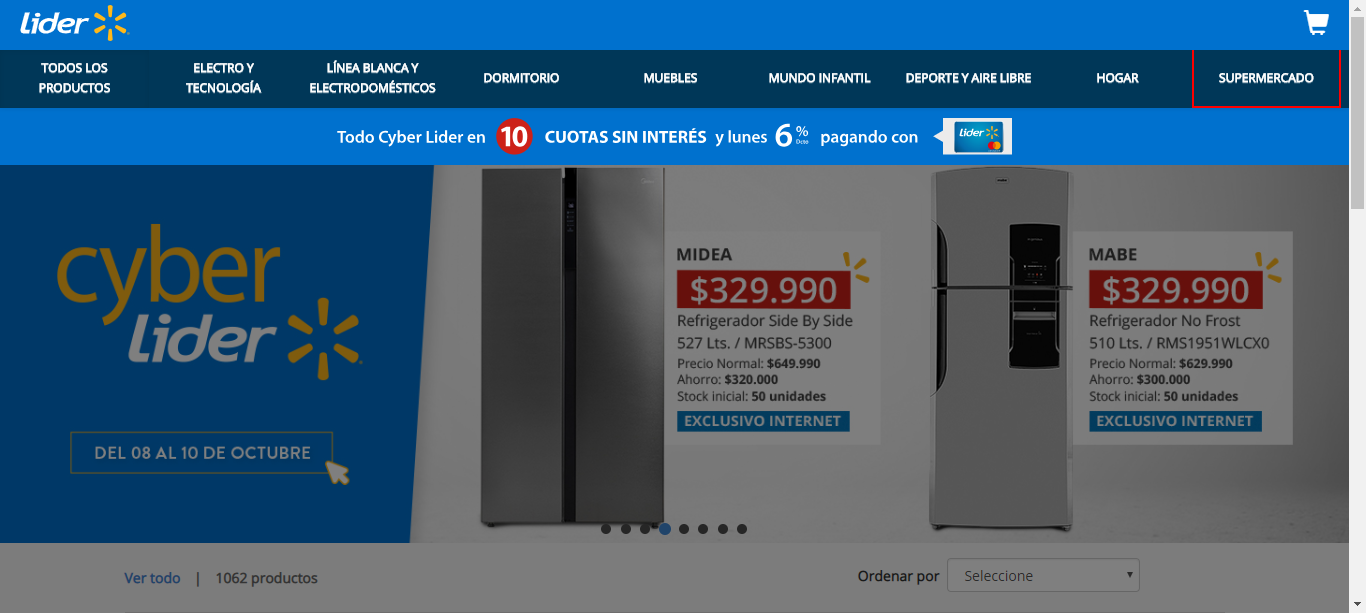 Lider
TODOS LOS
PRODUCTOS
ELECTRO Y
TECNOLOGÍA
LÍNEA BLANCA Y
ELECTRODOMÉSTICOS
DORMITORIO
MUEBLES
MUNDO INFANTIL
DEPORTE Y AIRE LIBRE
HOGAR
SUPERMERCADO
Todo Cyber Lider en 10 CUOTAS SIN INTERÉS y lunes 6% Dcto pagando con
Lider
cyber
Lider
DEL 08 AL 10 DE OCTUBRE
MIDEA
$329.990
Refrigerador Side By Side
527 Lts. / MRSBS-5300
Precio Normal: $649.990
Ahorro: $320.000
Stock inicial: 50 unidades
EXCLUSIVO INTERNET
MABE
$329.990
Refrigerador No Frost
510 Lts. / RMS1951WLCX0
Precio Normal: $629.990
Ahorro: $300.000
Stock inicial: 50 unidades
EXCLUSIVO INTERNET
Ver todo | 1062 productos
Ordenar por
Seleccione